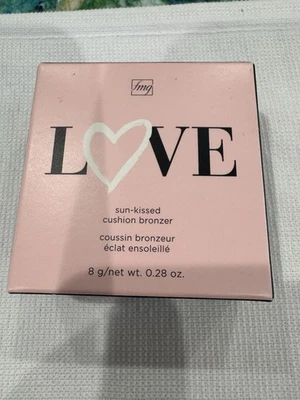 fmg
LOVE
sun-kissed
cushion bronzer
coussin bronzeur
éclat ensoleillé
8 g/net wt. 0.28 oz.